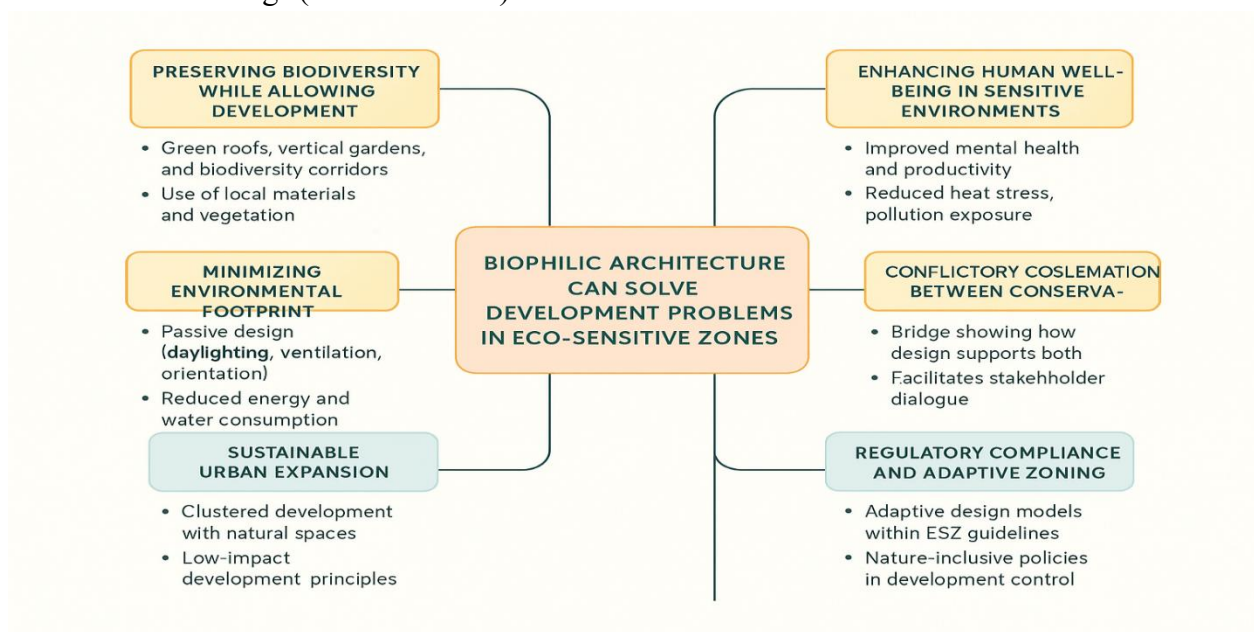 PRESERVING BIODIVERSITY
WHILE ALLOWING
DEVELOPMENT
• Green roofs, vertical gardens,
and biodiversity corridors
• Use of local materials
and vegetation
MINIMIZING
ENVIRONMENTAL
FOOTPRINT
• Passive design
(daylighting, ventilation,
orientation)
• Reduced energy and
water consumption
SUSTAINABLE
URBAN EXPANSION
• Clustered development
with natural spaces
• Low-impact
development principles
BIOPHILIC ARCHITECTURE
CAN SOLVE
DEVELOPMENT PROBLEMS
IN ECO-SENSITIVE ZONES
ENHANCING HUMAN WELL-
BEING IN SENSITIVE
ENVIRONMENTS
• Improved mental health
and productivity
• Reduced heat stress,
pollution exposure
CONFLICTORY COSLEMATION
BETWEEN CONSERVA-
• Bridge showing how
design supports both
• Facilitates stakehholder
dialogue
REGULATORY COMPLIANCE
AND ADAPTIVE ZONING
• Adaptive design models
within ESZ guidelines
• Nature-inclusive policies
in development control